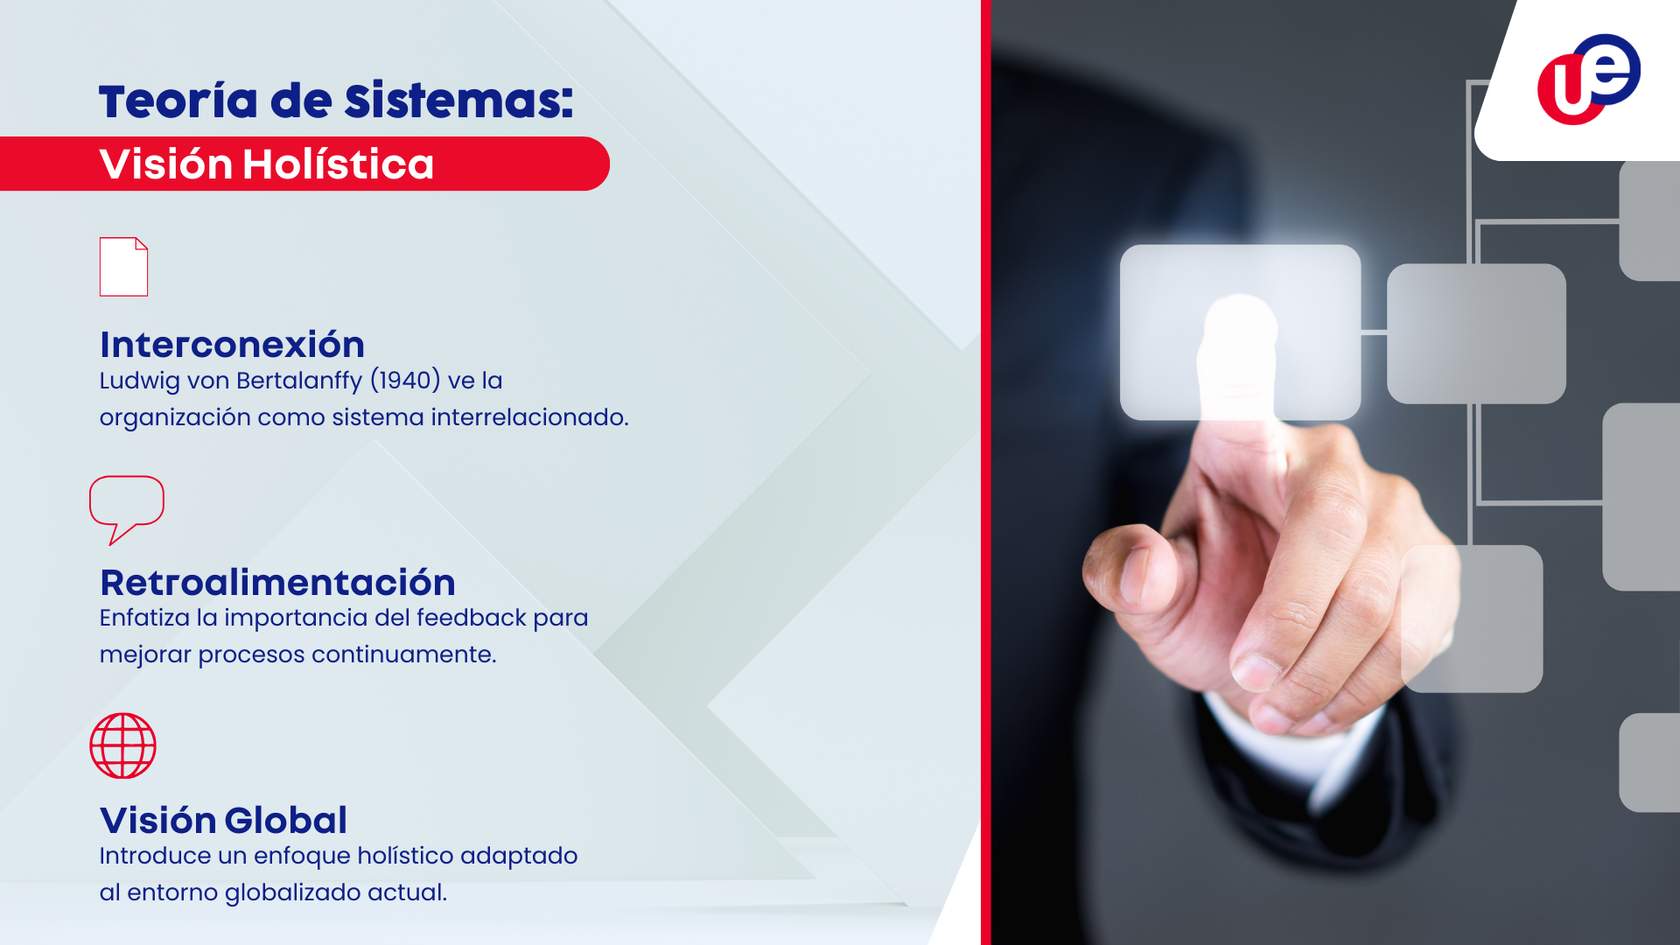 Teoría de Sistemas:
Visión Holística
Interconexión
Ludwig von Bertalanffy (1940) ve la
organización como sistema interrelacionado.
Retroalimentación
Enfatiza la importancia del feedback para
mejorar procesos continuamente.
Visión Global
Introduce un enfoque holístico adaptado
al entorno globalizado actual.
ue